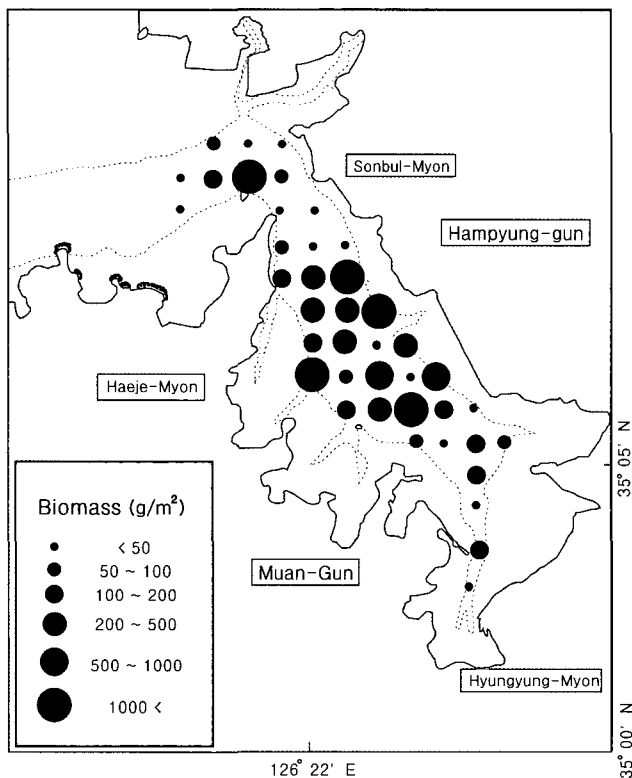 Sonbul-Myon
Hampyung-gun
Haeje-Myon
35° 05' N
Biomass (g/m²)
< 50
50 ~ 100
100 ~ 200
200 ~ 500
500 ~ 1000
1000 <
Muan-Gun
Hyungyung-Myon
35° 00' N
126° 22' E